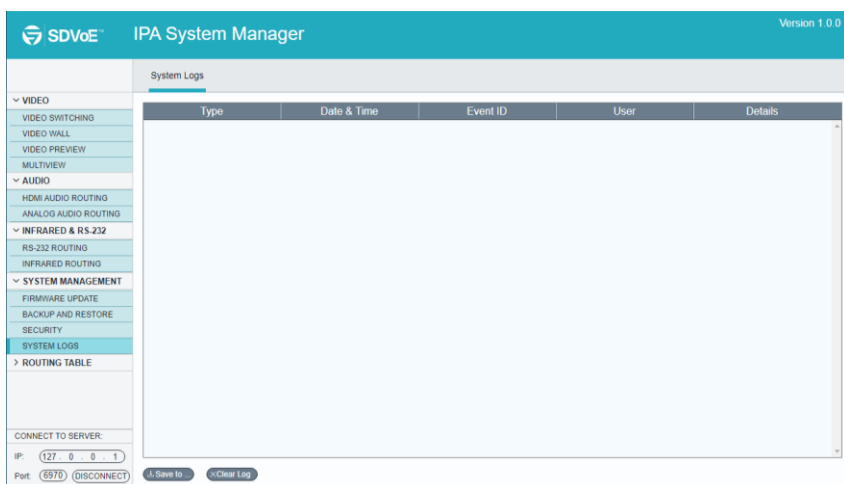 SDVoE™
IPA System Manager
Version 1.0.0
System Logs
VIDEO
VIDEO SWITCHING
VIDEO WALL
VIDEO PREVIEW
MULTIVIEW
AUDIO
HDMI AUDIO ROUTING
ANALOG AUDIO ROUTING
INFRARED & RS-232
RS-232 ROUTING
INFRARED ROUTING
SYSTEM MANAGEMENT
FIRMWARE UPDATE
BACKUP AND RESTORE
SECURITY
SYSTEM LOGS
ROUTING TABLE
CONNECT TO SERVER:
IP: 127 . 0 . 0 . 1
Port: 6970 DISCONNECT
Type Date & Time Event ID User Details
Save to ... Clear Log